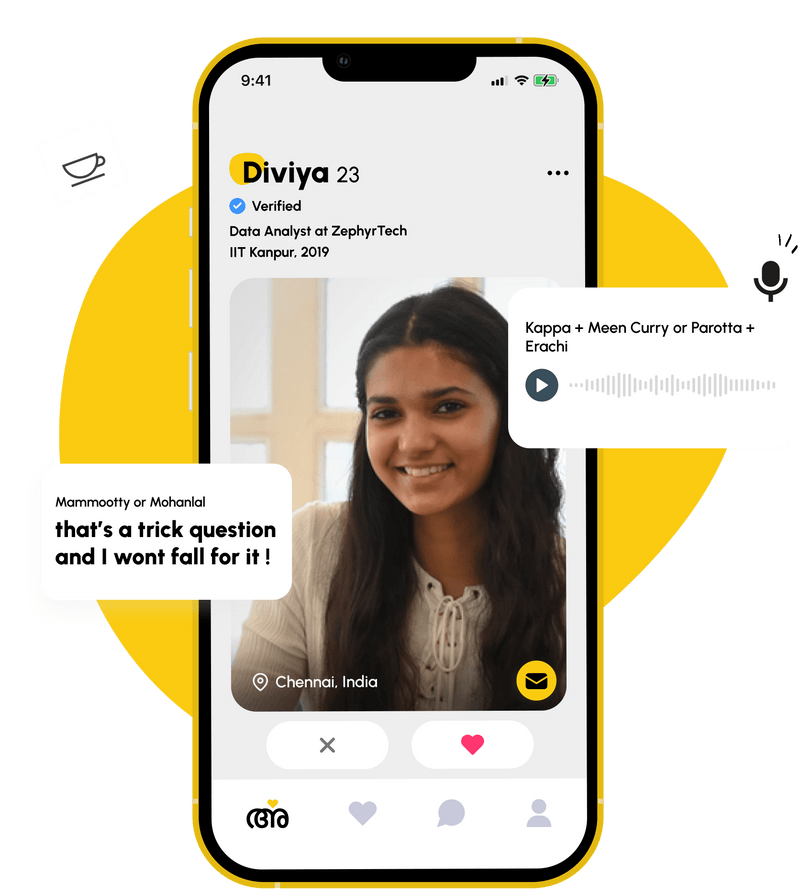 9:41
Diviya 23
Verified
Data Analyst at ZephyrTech
IIT Kanpur, 2019
Kappa + Meen Curry or Parotta +
Erachi
Mammootty or Mohanlal
that's a trick question
and I wont fall for it !
Chennai, India
അ